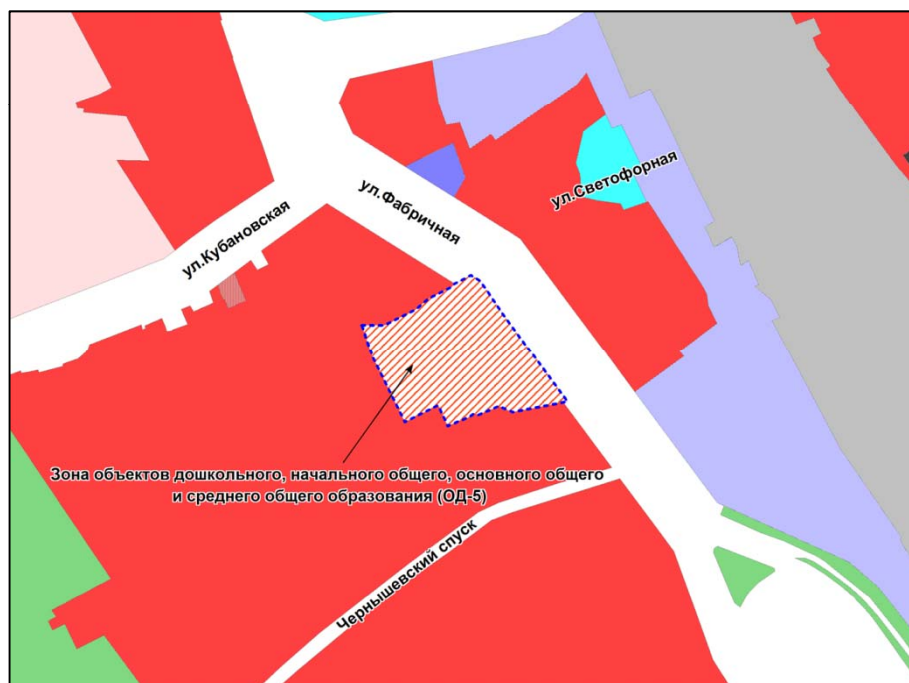 ул.Светофорная
ул.Фабричная
ул.Кубановская
Зона объектов дошкольного, начального общего, основного общего
и среднего общего образования (ОД-5)
Чернышевский спуск